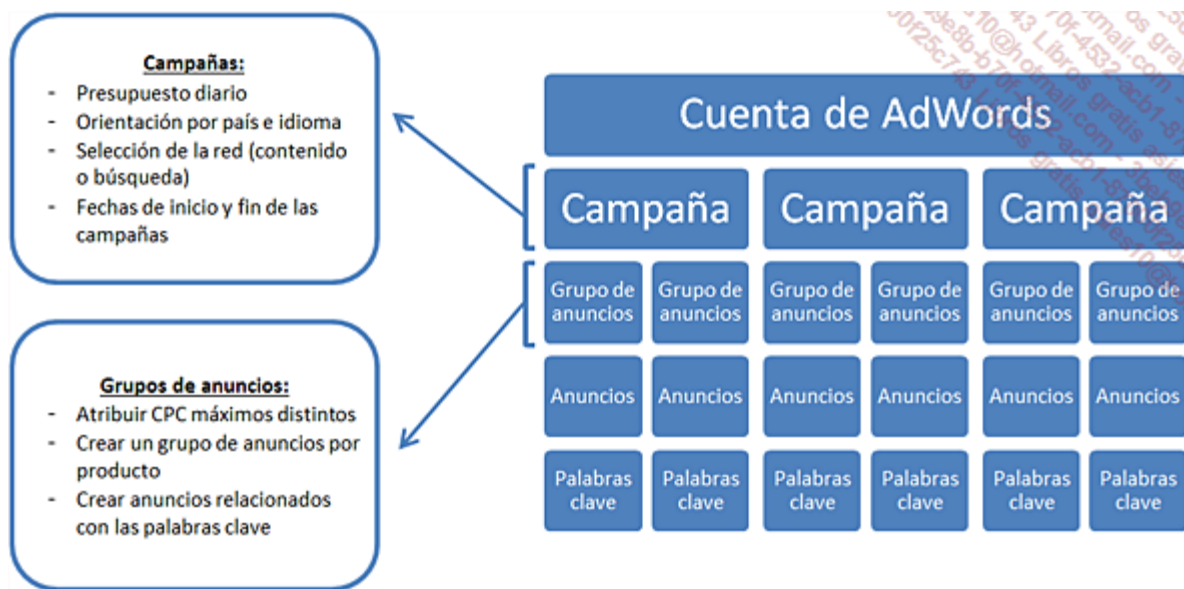 Campañas:
- Presupuesto diario
- Orientación por país e idioma
- Selección de la red (contenido
o búsqueda)
- Fechas de inicio y fin de las
campañas
Grupos de anuncios:
- Atribuir CPC máximos distintos
- Crear un grupo de anuncios por
producto
- Crear anuncios relacionados
con las palabras clave
Cuenta de AdWords
Campaña Campaña Campaña
Grupo de Grupo de Grupo de Grupo de Grupo de Grupo de
anuncios anuncios anuncios anuncios anuncios anuncios
Anuncios Anuncios Anuncios Anuncios Anuncios Anuncios
Palabras Palabras Palabras Palabras Palabras Palabras
clave clave clave clave clave clave